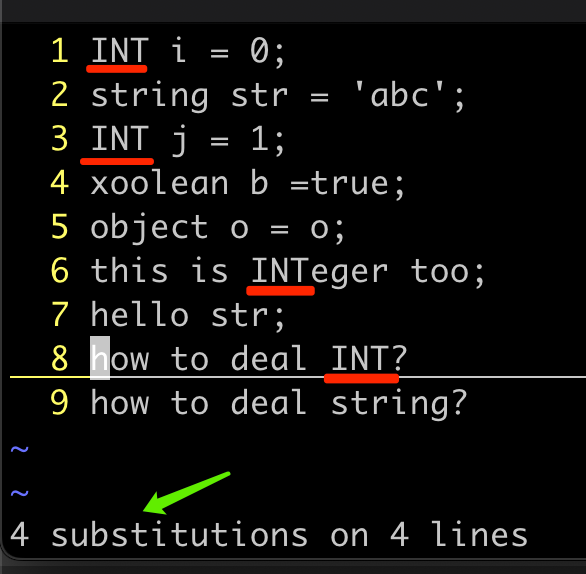 1 INT i = 0;
2 string str = 'abc';
3 INT j = 1;
4 xoolean b =true;
5 object o = o;
6 this is INTeger too;
7 hello str;
8 how to deal INT?
9 how to deal string?
~
~
4 substitutions on 4 lines